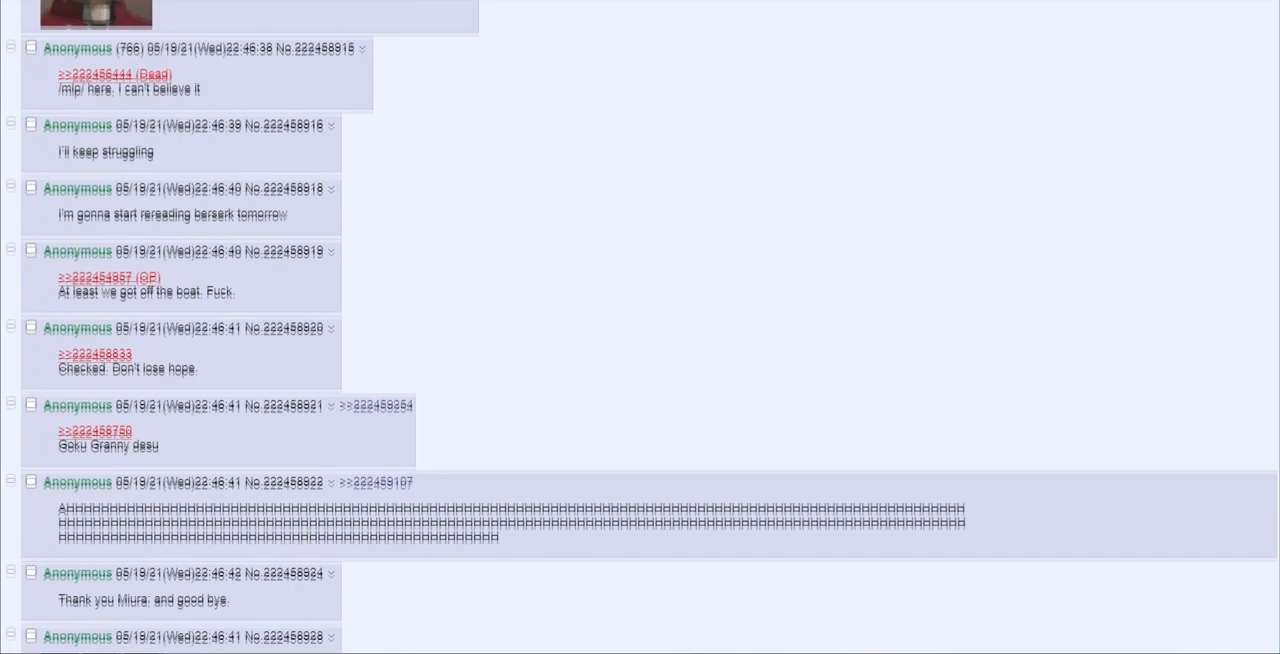 Anonymous (766) 05/19/21(Wed)22:46:38 No.222458915
>>222456444 (Dead)
/mlp/ here, I can't believe it
Anonymous 05/19/21(Wed)22:46:39 No.222458916
I'll keep struggling
Anonymous 05/19/21(Wed)22:46:40 No.222458918
I'm gonna start rereading berserk tomorrow
Anonymous 05/19/21(Wed)22:46:40 No.222458919
>>222454957 (OP)
At least we got off the boat. Fuck.
Anonymous 05/19/21(Wed)22:46:41 No.222458920
>>222458833
Checked. Don't lose hope.
Anonymous 05/19/21(Wed)22:46:41 No.222458921 >>222459254
>>222458750
Goku Granny desu
Anonymous 05/19/21(Wed)22:46:41 No.222458922 >>222459107
Anonymous 05/19/21(Wed)22:46:42 No.222458924
Thank you Miura; and good bye.
Anonymous 05/19/21(Wed)22:46:41 No.222458928